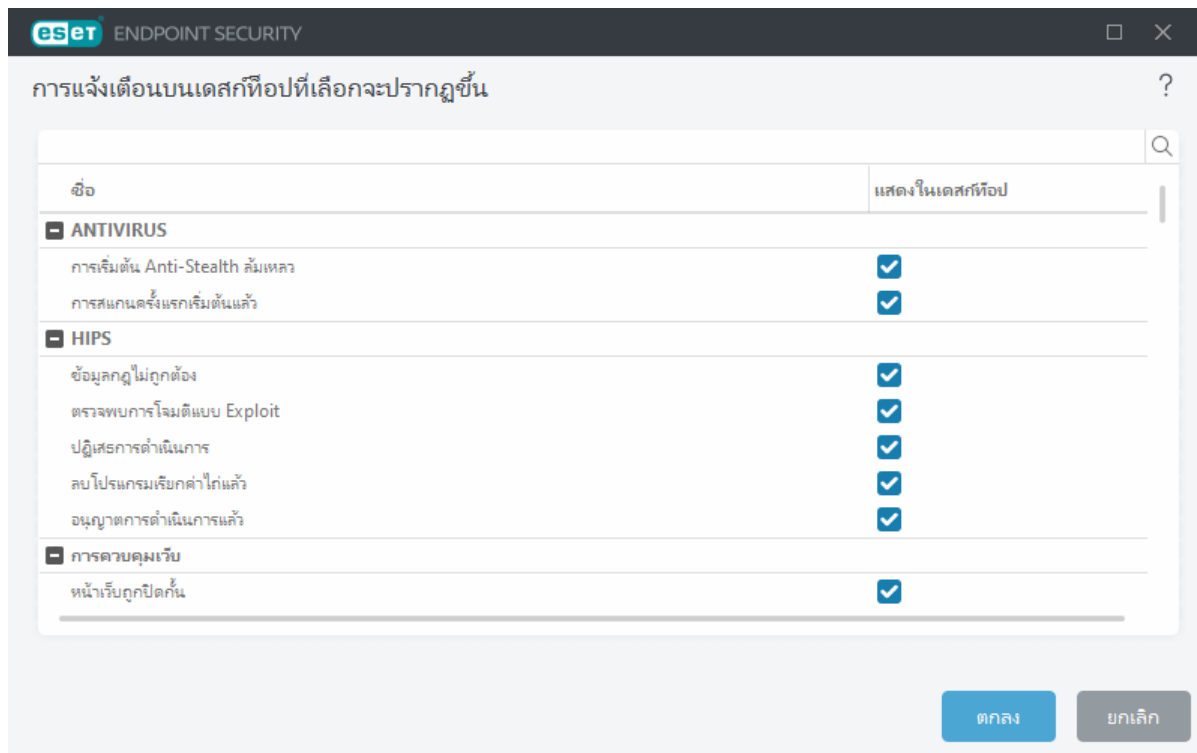 eset ENDPOINT SECURITY
การแจ้งเตือนบนเดสก์ท็อปที่เลือกจะปรากฏขึ้น
?
ชื่อ แสดงในเดสก์ท็อป
ANTIVIRUS
การเริ่มต้น Anti-Stealth ล้มเหลว
การสแกนครั้งแรกเริ่มต้นแล้ว
HIPS
ข้อมูลกฎไม่ถูกต้อง
ตรวจพบการโจมตีแบบ Exploit
ปฏิเสธการดำเนินการ
ลบโปรแกรมเรียกค่าไถ่แล้ว
อนุญาตการดำเนินการแล้ว
การควบคุมเว็บ
หน้าเว็บถูกปิดกั้น
ตกลง ยกเลิก